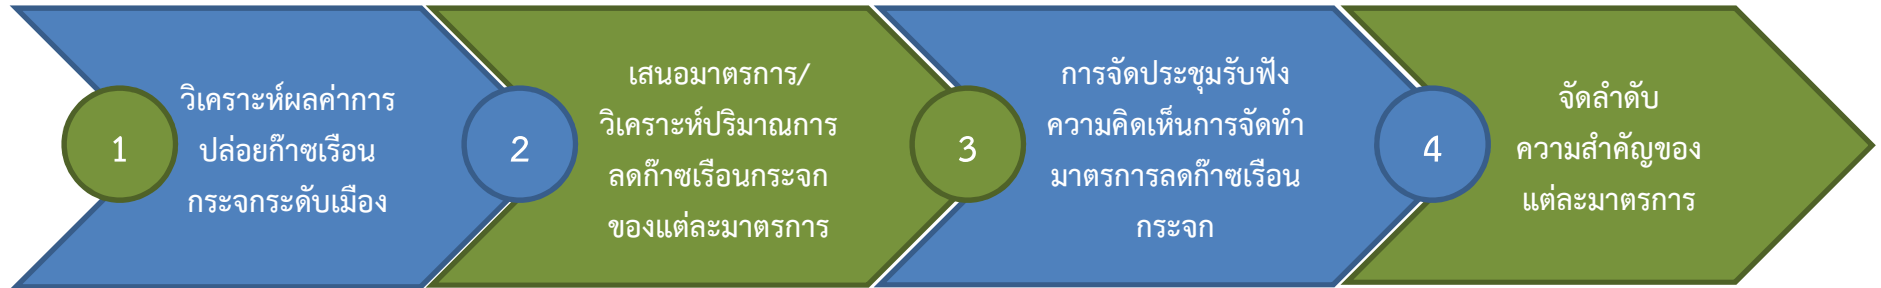 1
วิเคราะห์ผลค่าการ
ปล่อยก๊าซเรือน
กระจกระดับเมือง
2
เสนอมาตรการ/
วิเคราะห์ปริมาณการ
ลดก๊าซเรือนกระจก
ของแต่ละมาตรการ
3
การจัดประชุมรับฟัง
ความคิดเห็นการจัดทำ
มาตรการลดก๊าซเรือน
กระจก
4
จัดลำดับ
ความสำคัญของ
แต่ละมาตรการ